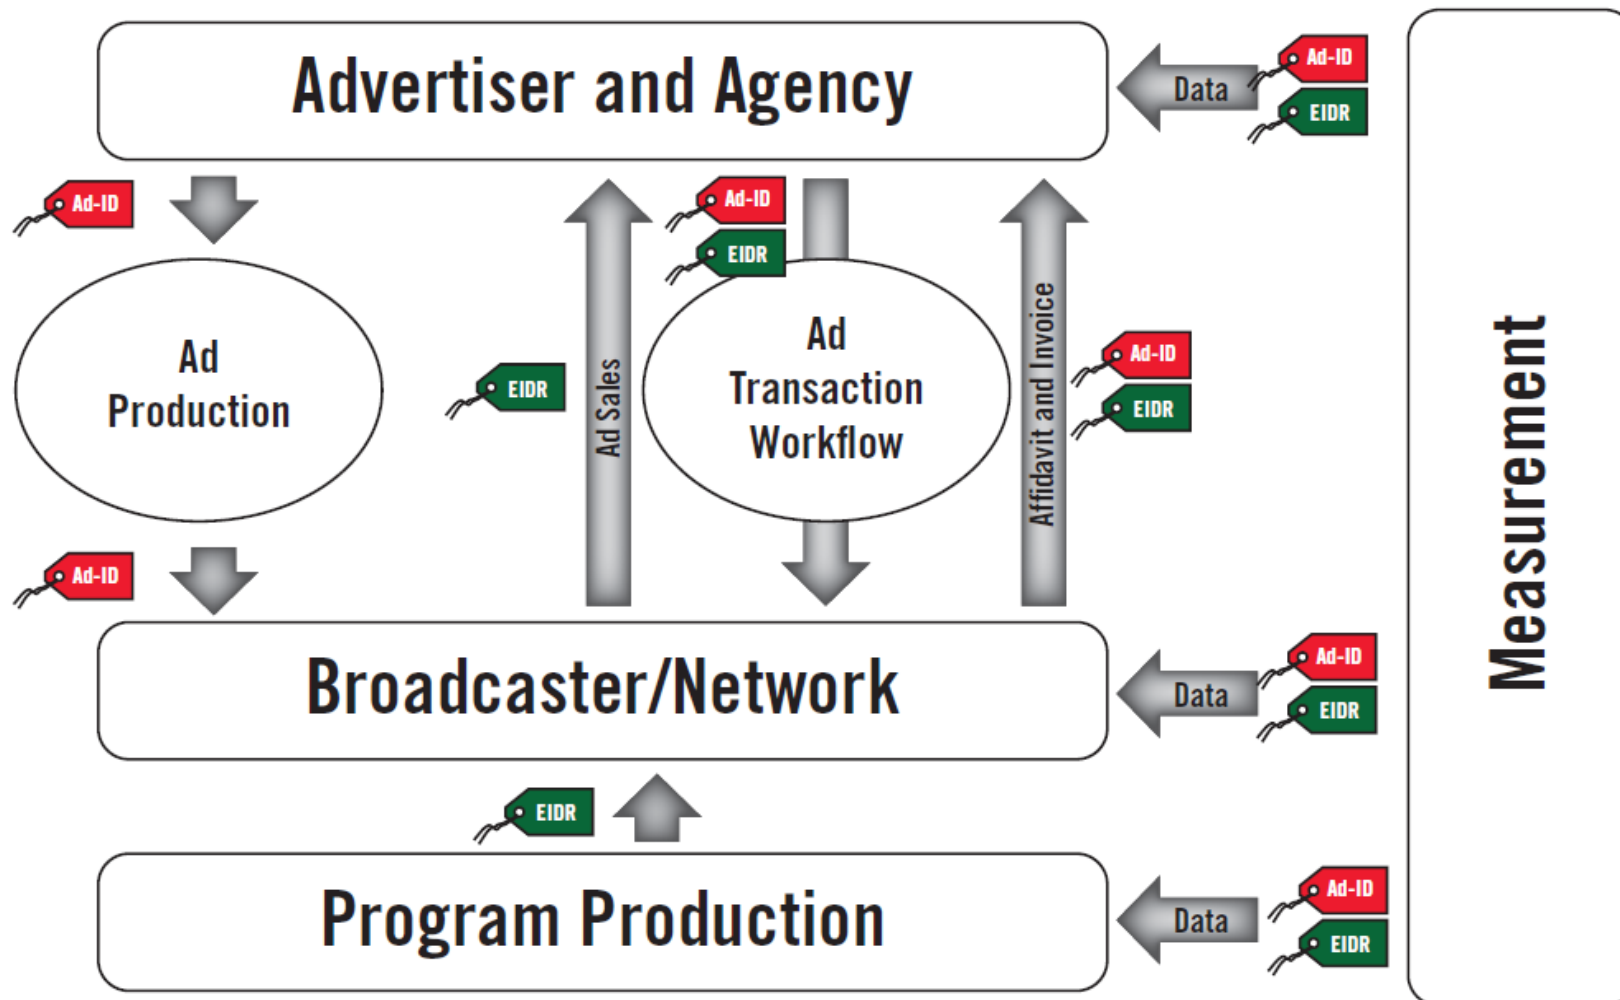 Advertiser and Agency
Data
Ad-ID
EIDR
Ad-ID
Ad-ID
EIDR
Ad
Production
EIDR
Ad Sales
Ad
Transaction
Workflow
Affidavit and Invoice
Ad-ID
EIDR
Measurement
Ad-ID
Broadcaster/Network
Data
Ad-ID
EIDR
EIDR
Program Production
Data
Ad-ID
EIDR